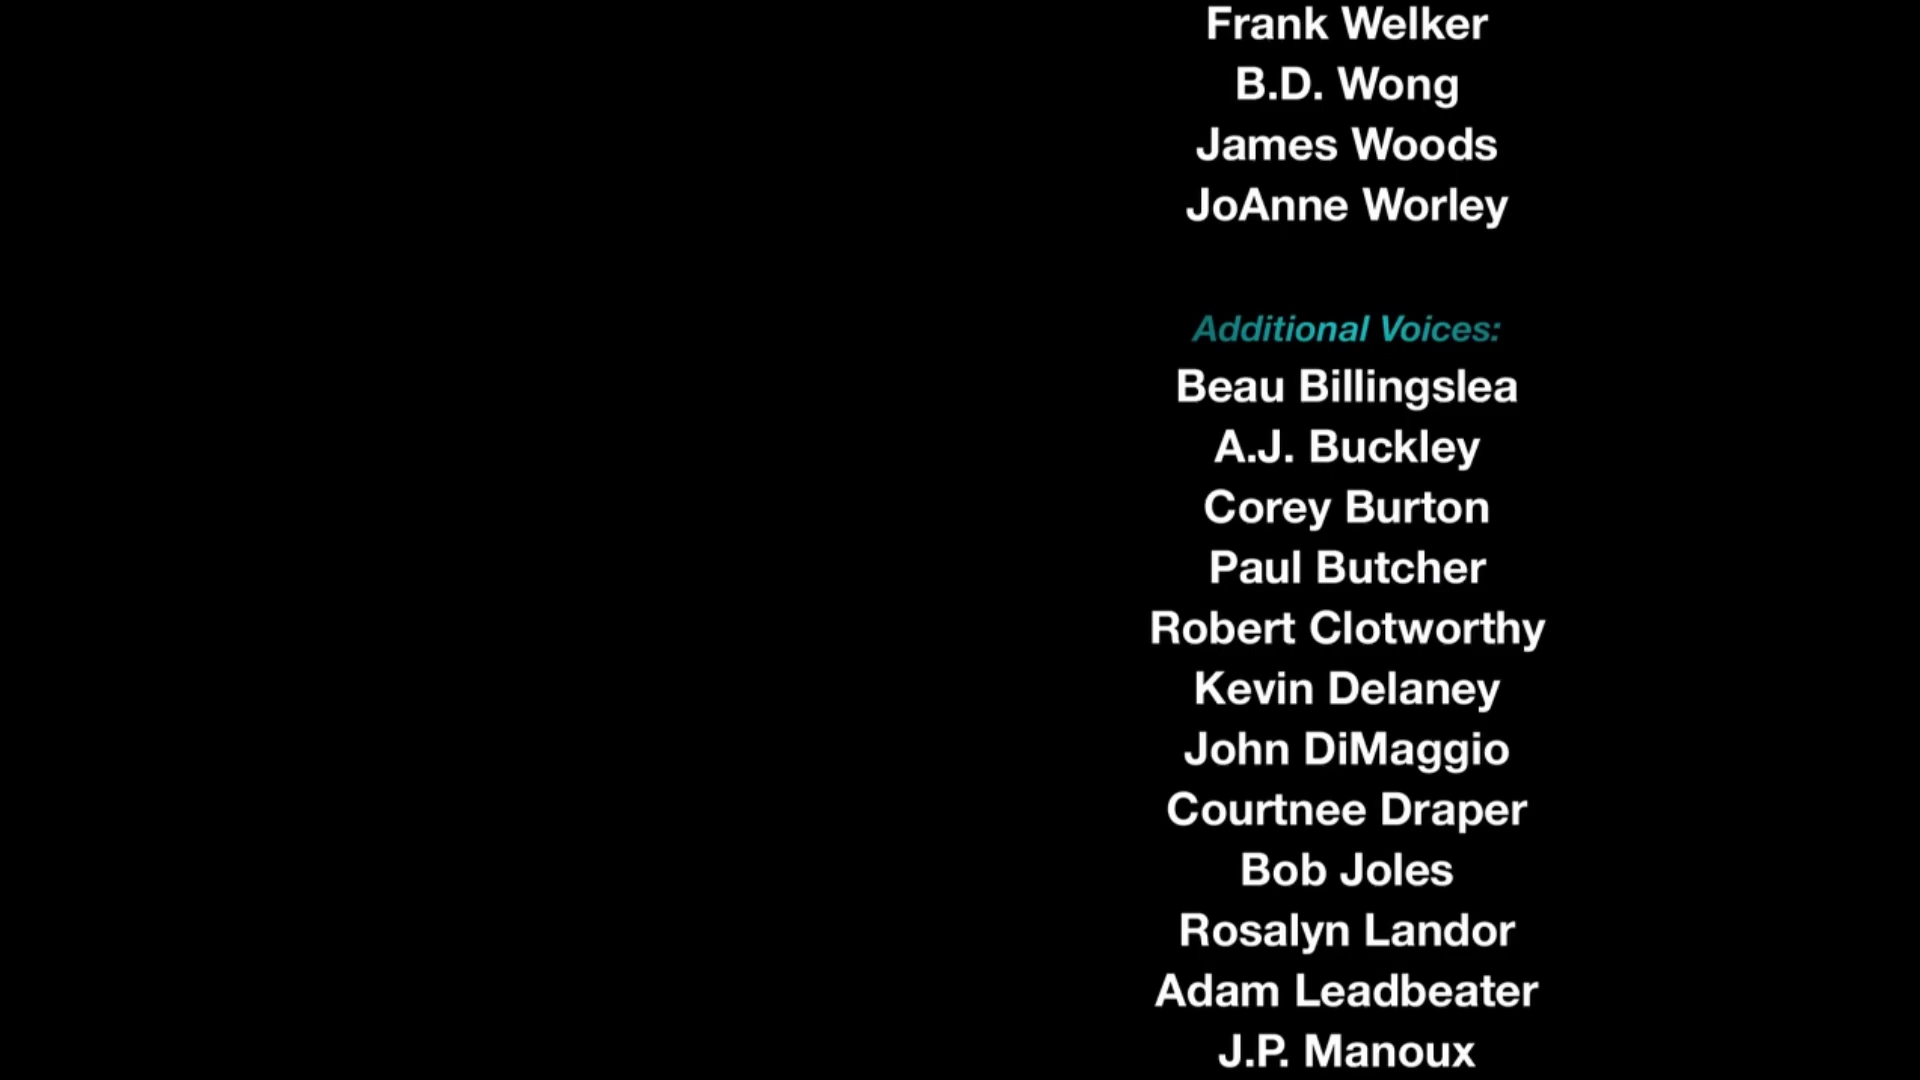 Frank Welker
B.D. Wong
James Woods
JoAnne Worley
Additional Voices:
Beau Billingslea
A.J. Buckley
Corey Burton
Paul Butcher
Robert Clotworthy
Kevin Delaney
John DiMaggio
Courtnee Draper
Bob Joles
Rosalyn Landor
Adam Leadbeater
J.P. Manoux